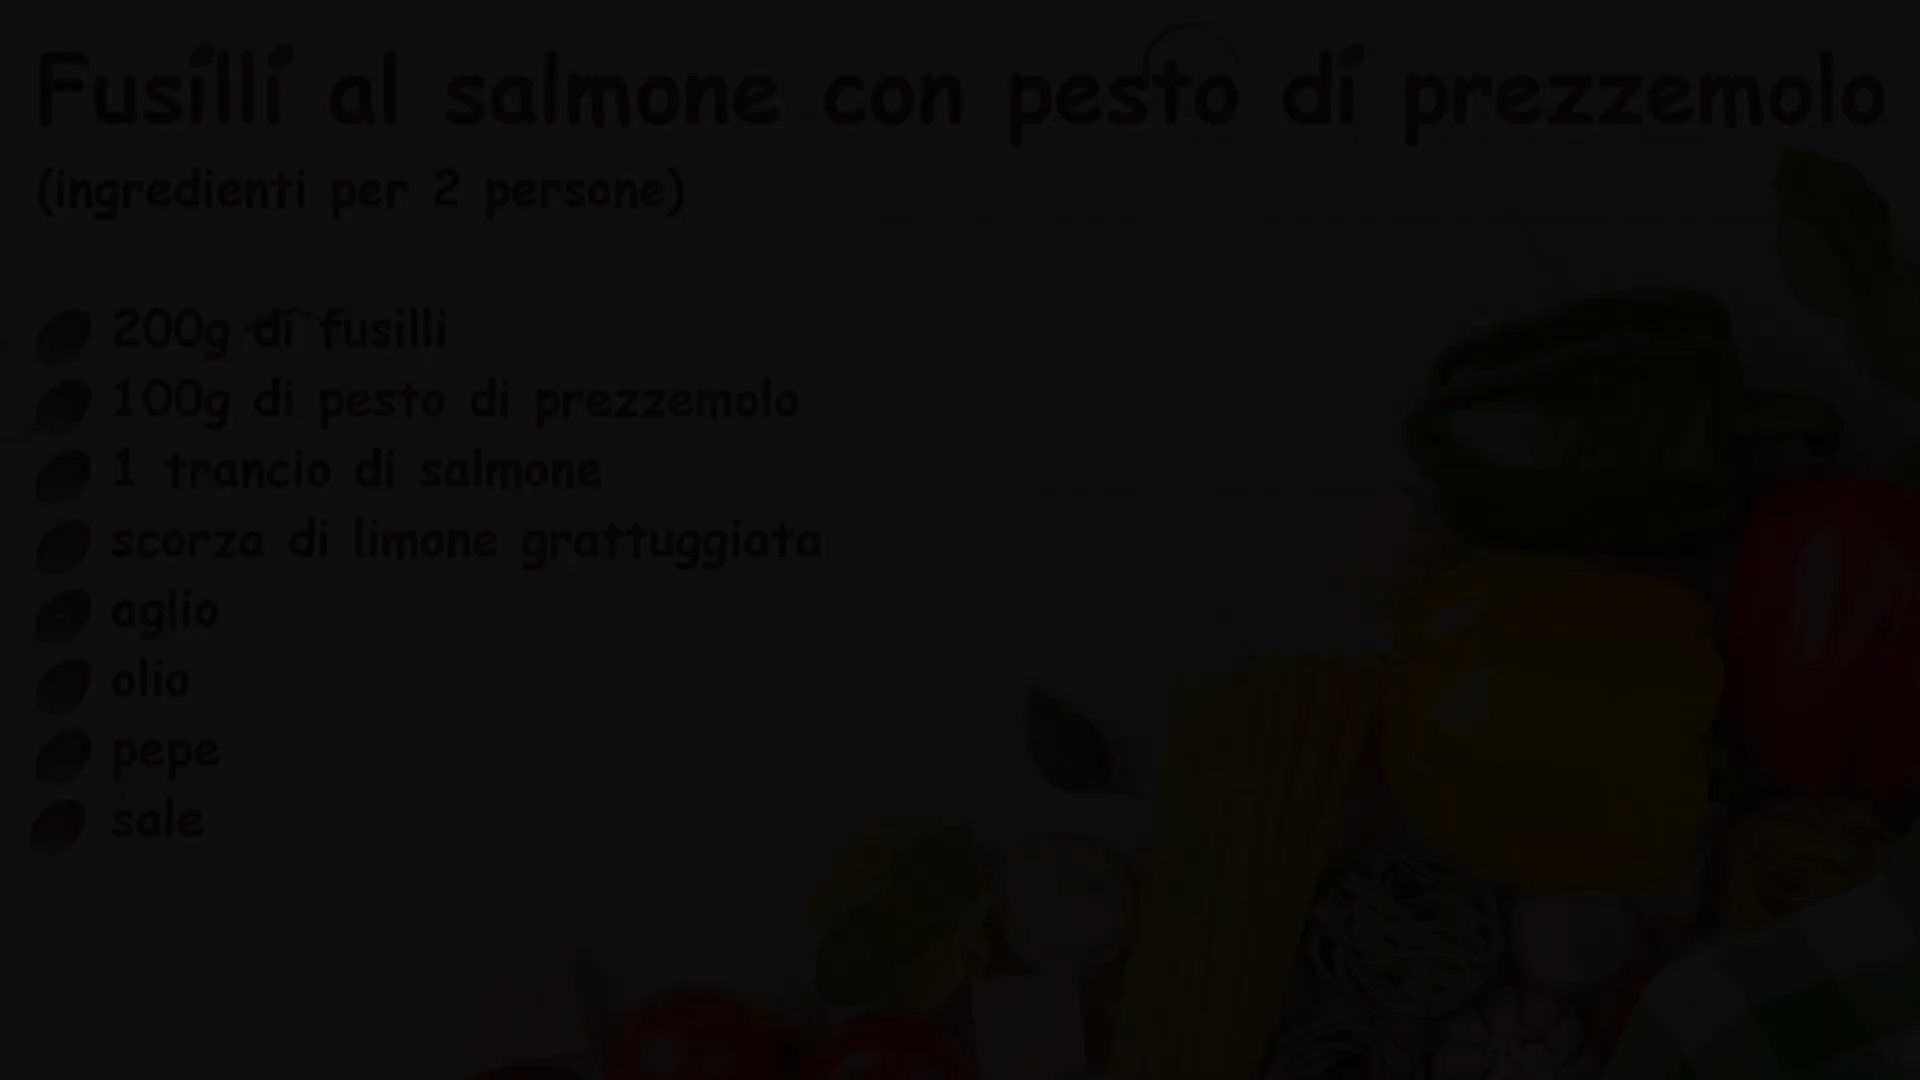 Fusilli al salmone con pesto di prezzemolo
(ingredienti per 2 persone)
200g di fusilli
100g di pesto di prezzemolo
1 trancio di salmone
scorza di limone grattuggiata
aglio
olio
pepe
sale